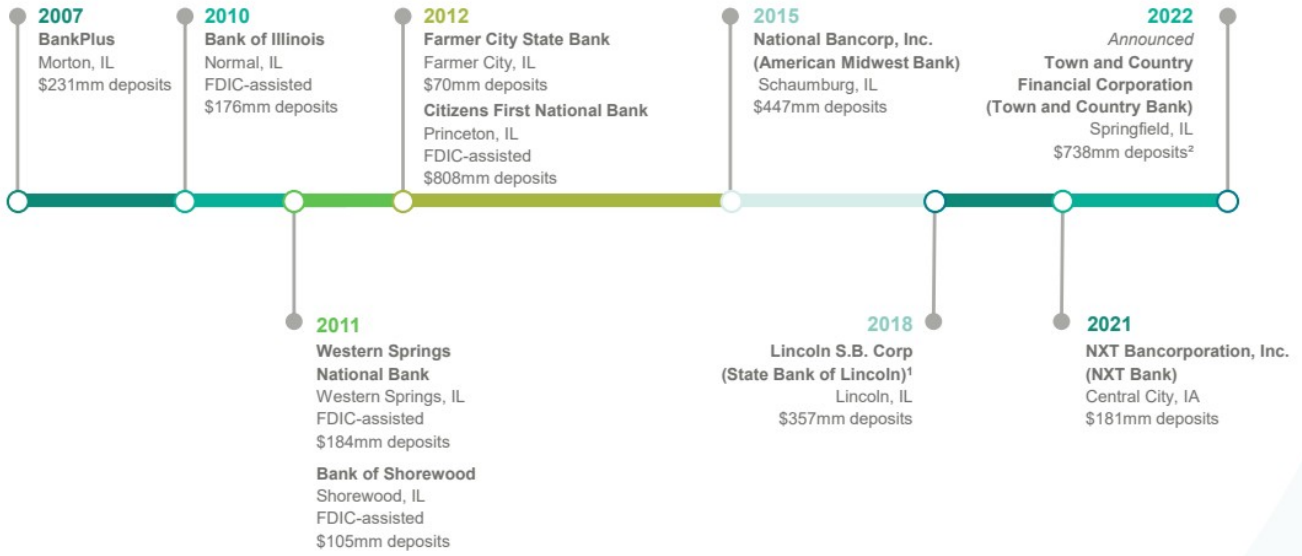 2007
BankPlus
Morton, IL
$231mm deposits
2010
Bank of Illinois
Normal, IL
FDIC-assisted
$176mm deposits
2012
Farmer City State Bank
Farmer City, IL
$70mm deposits
Citizens First National Bank
Princeton, IL
FDIC-assisted
$808mm deposits
2015
National Bancorp, Inc.
(American Midwest Bank)
Schaumburg, IL
$447mm deposits
2022
Announced
Town and Country
Financial Corporation
(Town and Country Bank)
Springfield, IL
$738mm deposits²
2011
Western Springs
National Bank
Western Springs, IL
FDIC-assisted
$184mm deposits
Bank of Shorewood
Shorewood, IL
FDIC-assisted
$105mm deposits
2018
Lincoln S.B. Corp
(State Bank of Lincoln)¹
Lincoln, IL
$357mm deposits
2021
NXT Bancorporation, Inc.
(NXT Bank)
Central City, IA
$181mm deposits